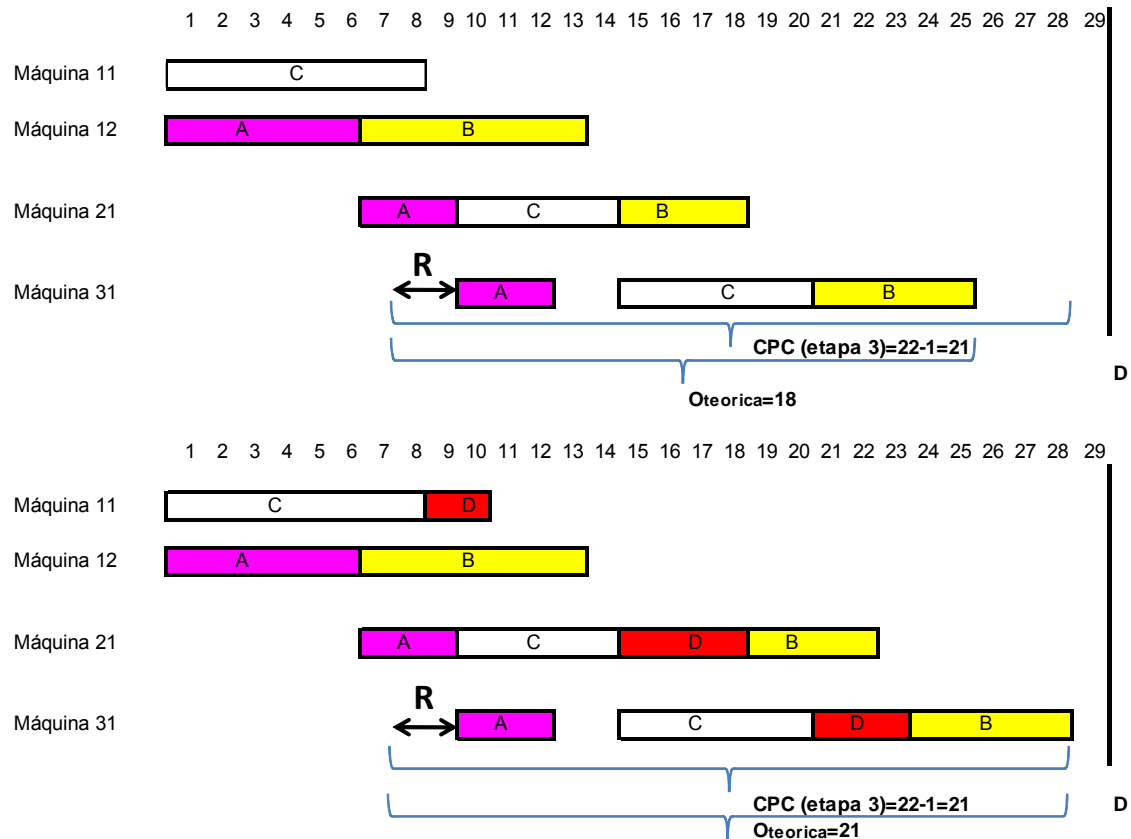 1 2 3 4 5 6 7 8 9 10 11 12 13 14 15 16 17 18 19 20 21 22 23 24 25 26 27 28 29
Máquina 11 C
Máquina 12 A B
Máquina 21 A C B
R
Máquina 31 A C B
CPC (etapa 3)=22-1=21
D
Oteorica=18
1 2 3 4 5 6 7 8 9 10 11 12 13 14 15 16 17 18 19 20 21 22 23 24 25 26 27 28 29
Máquina 11 C D
Máquina 12 A B
Máquina 21 A C D B
R
Máquina 31 A C D B
CPC (etapa 3)=22-1=21 D
Oteorica=21